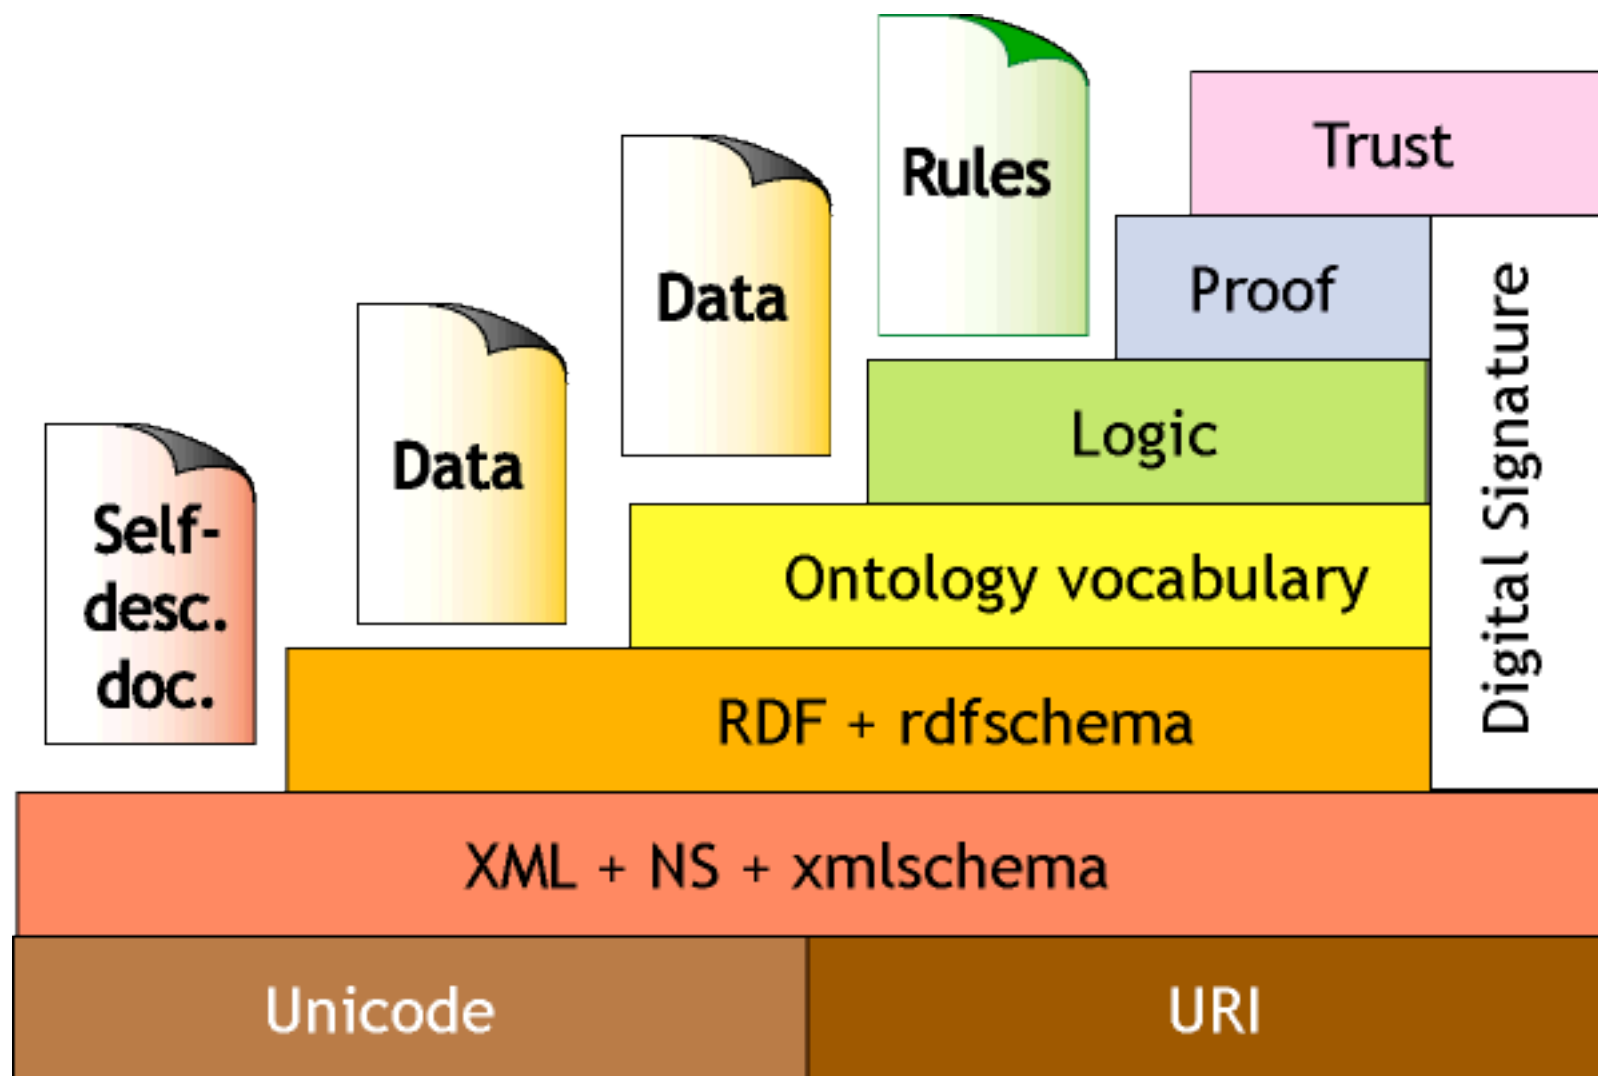 Trust
Rules
Proof
Data
Digital Signature
Logic
Data
Self-
desc.
doc.
Ontology vocabulary
RDF + rdfschema
XML + NS + xmlschema
Unicode
URI